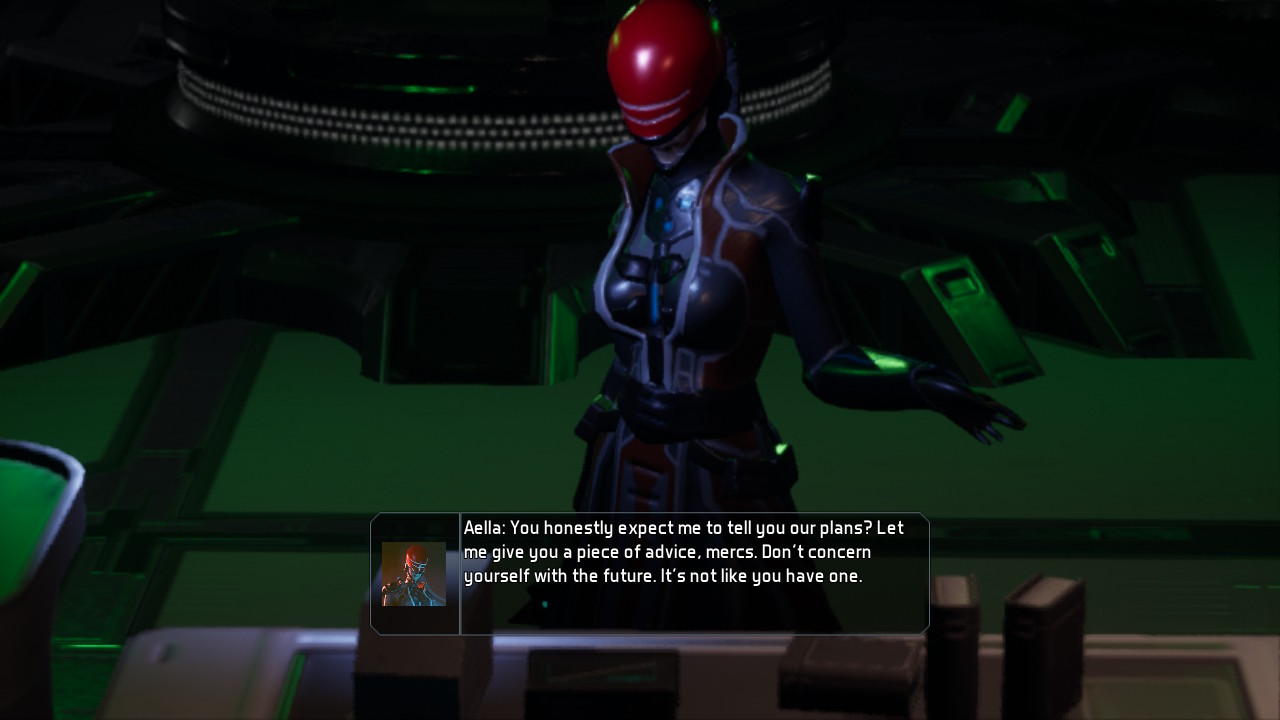 Aella: You honestly expect me to tell you our plans? Let
me give you a piece of advice, mercs. Don't concern
yourself with the future. It's not like you have one.